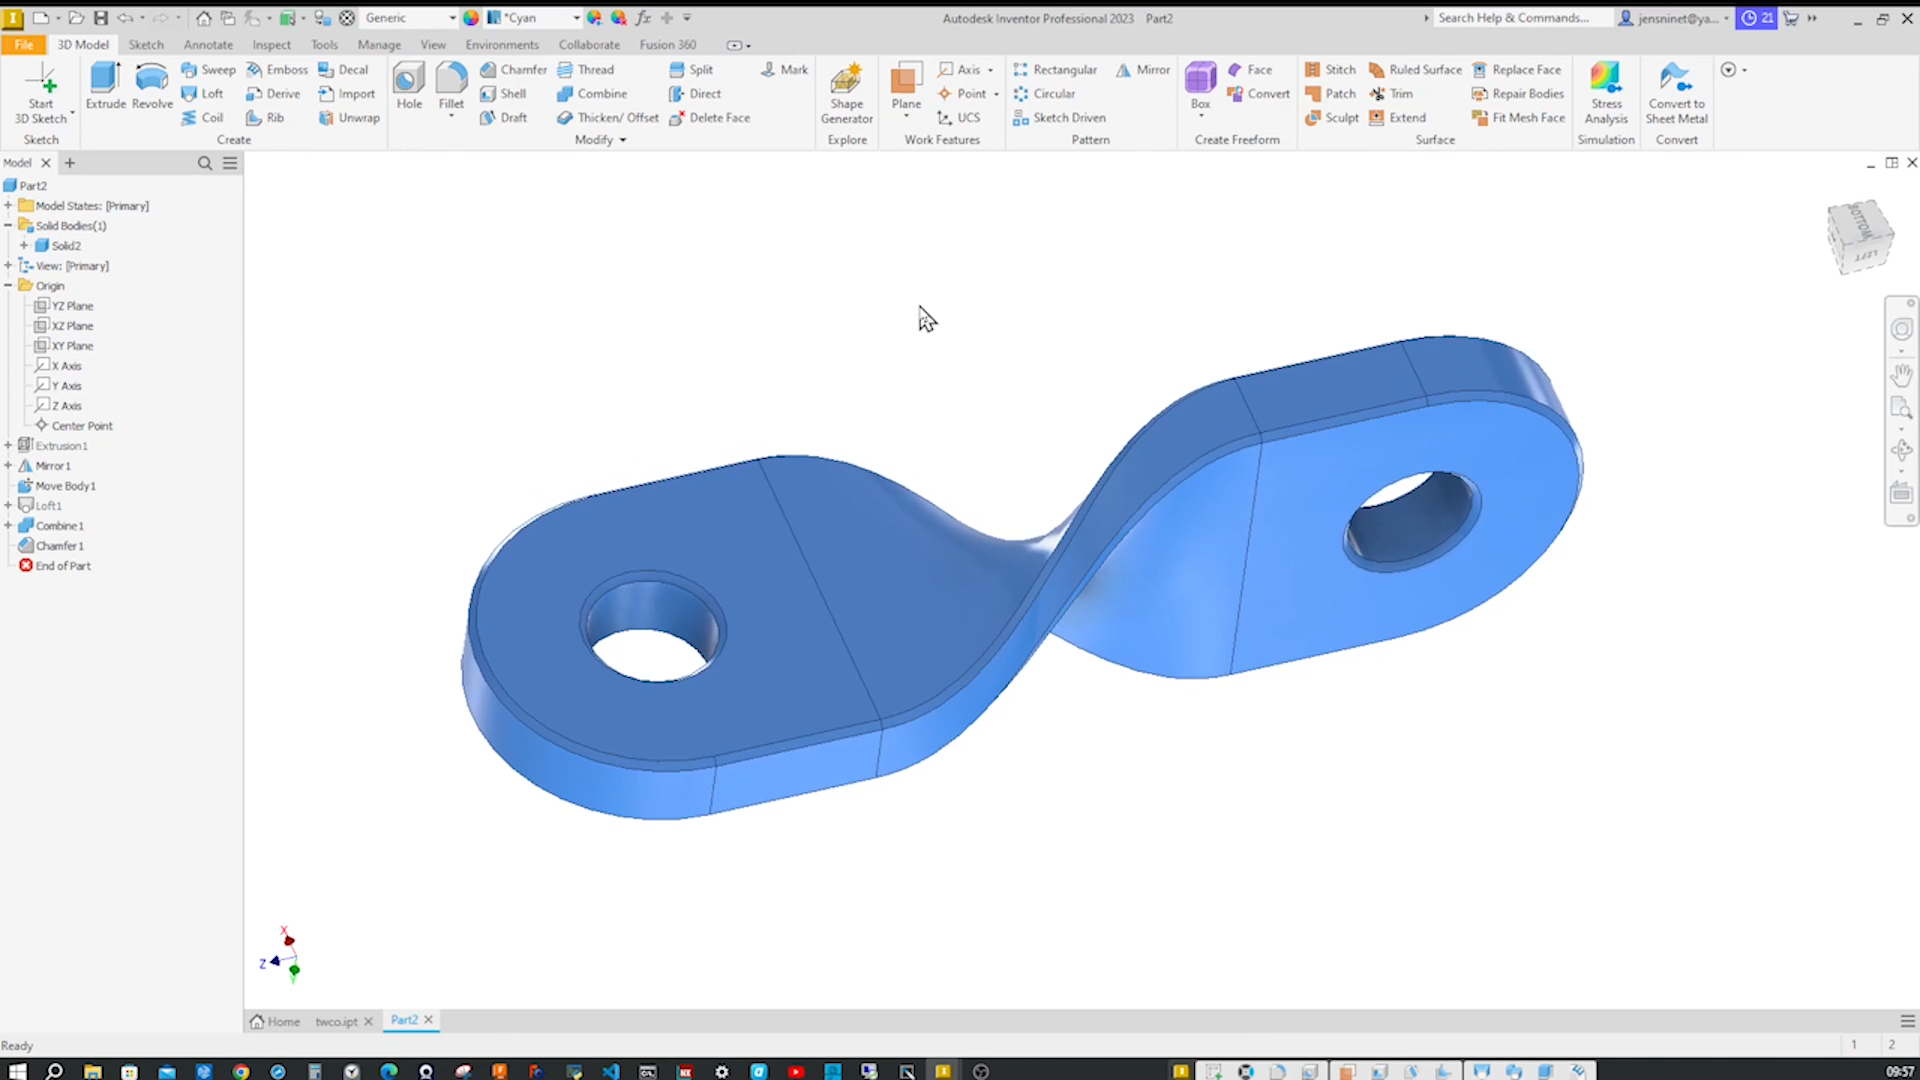 Generic
*Cyan
Autodesk Inventor Professional 2023 Part2
Search Help & Commands...
jensninet@ya...
21
File 3D Model Sketch Annotate Inspect Tools Manage View Environments Collaborate Fusion 360
Start
3D Sketch
Extrude
Revolve
Sweep Emboss Decal
Loft Derive Import
Coil Rib Unwrap
Hole
Fillet
Chamfer Thread Split Mark
Shell Combine Direct
Draft Thicken/ Offset Delete Face
Shape
Generator
Plane
Axis
Point
UCS
Rectangular Mirror
Circular
Sketch Driven
Box
Face
Convert
Stitch Ruled Surface Replace Face
Patch Trim Repair Bodies
Sculpt Extend Fit Mesh Face
Stress
Analysis
Convert to
Sheet Metal
Sketch Create Modify Explore Work Features Pattern Create Freeform Surface Simulation Convert
Model
Part2
Model States: [Primary]
Solid Bodies(1)
Solid2
View: [Primary]
Origin
YZ Plane
XZ Plane
XY Plane
X Axis
Y Axis
Z Axis
Center Point
Extrusion1
Mirror1
Move Body1
Loft1
Combine1
Chamfer1
End of Part
BOTTOM
LEFT
X
Z
Y
Home twco.ipt Part2
Ready
1 2
09:57